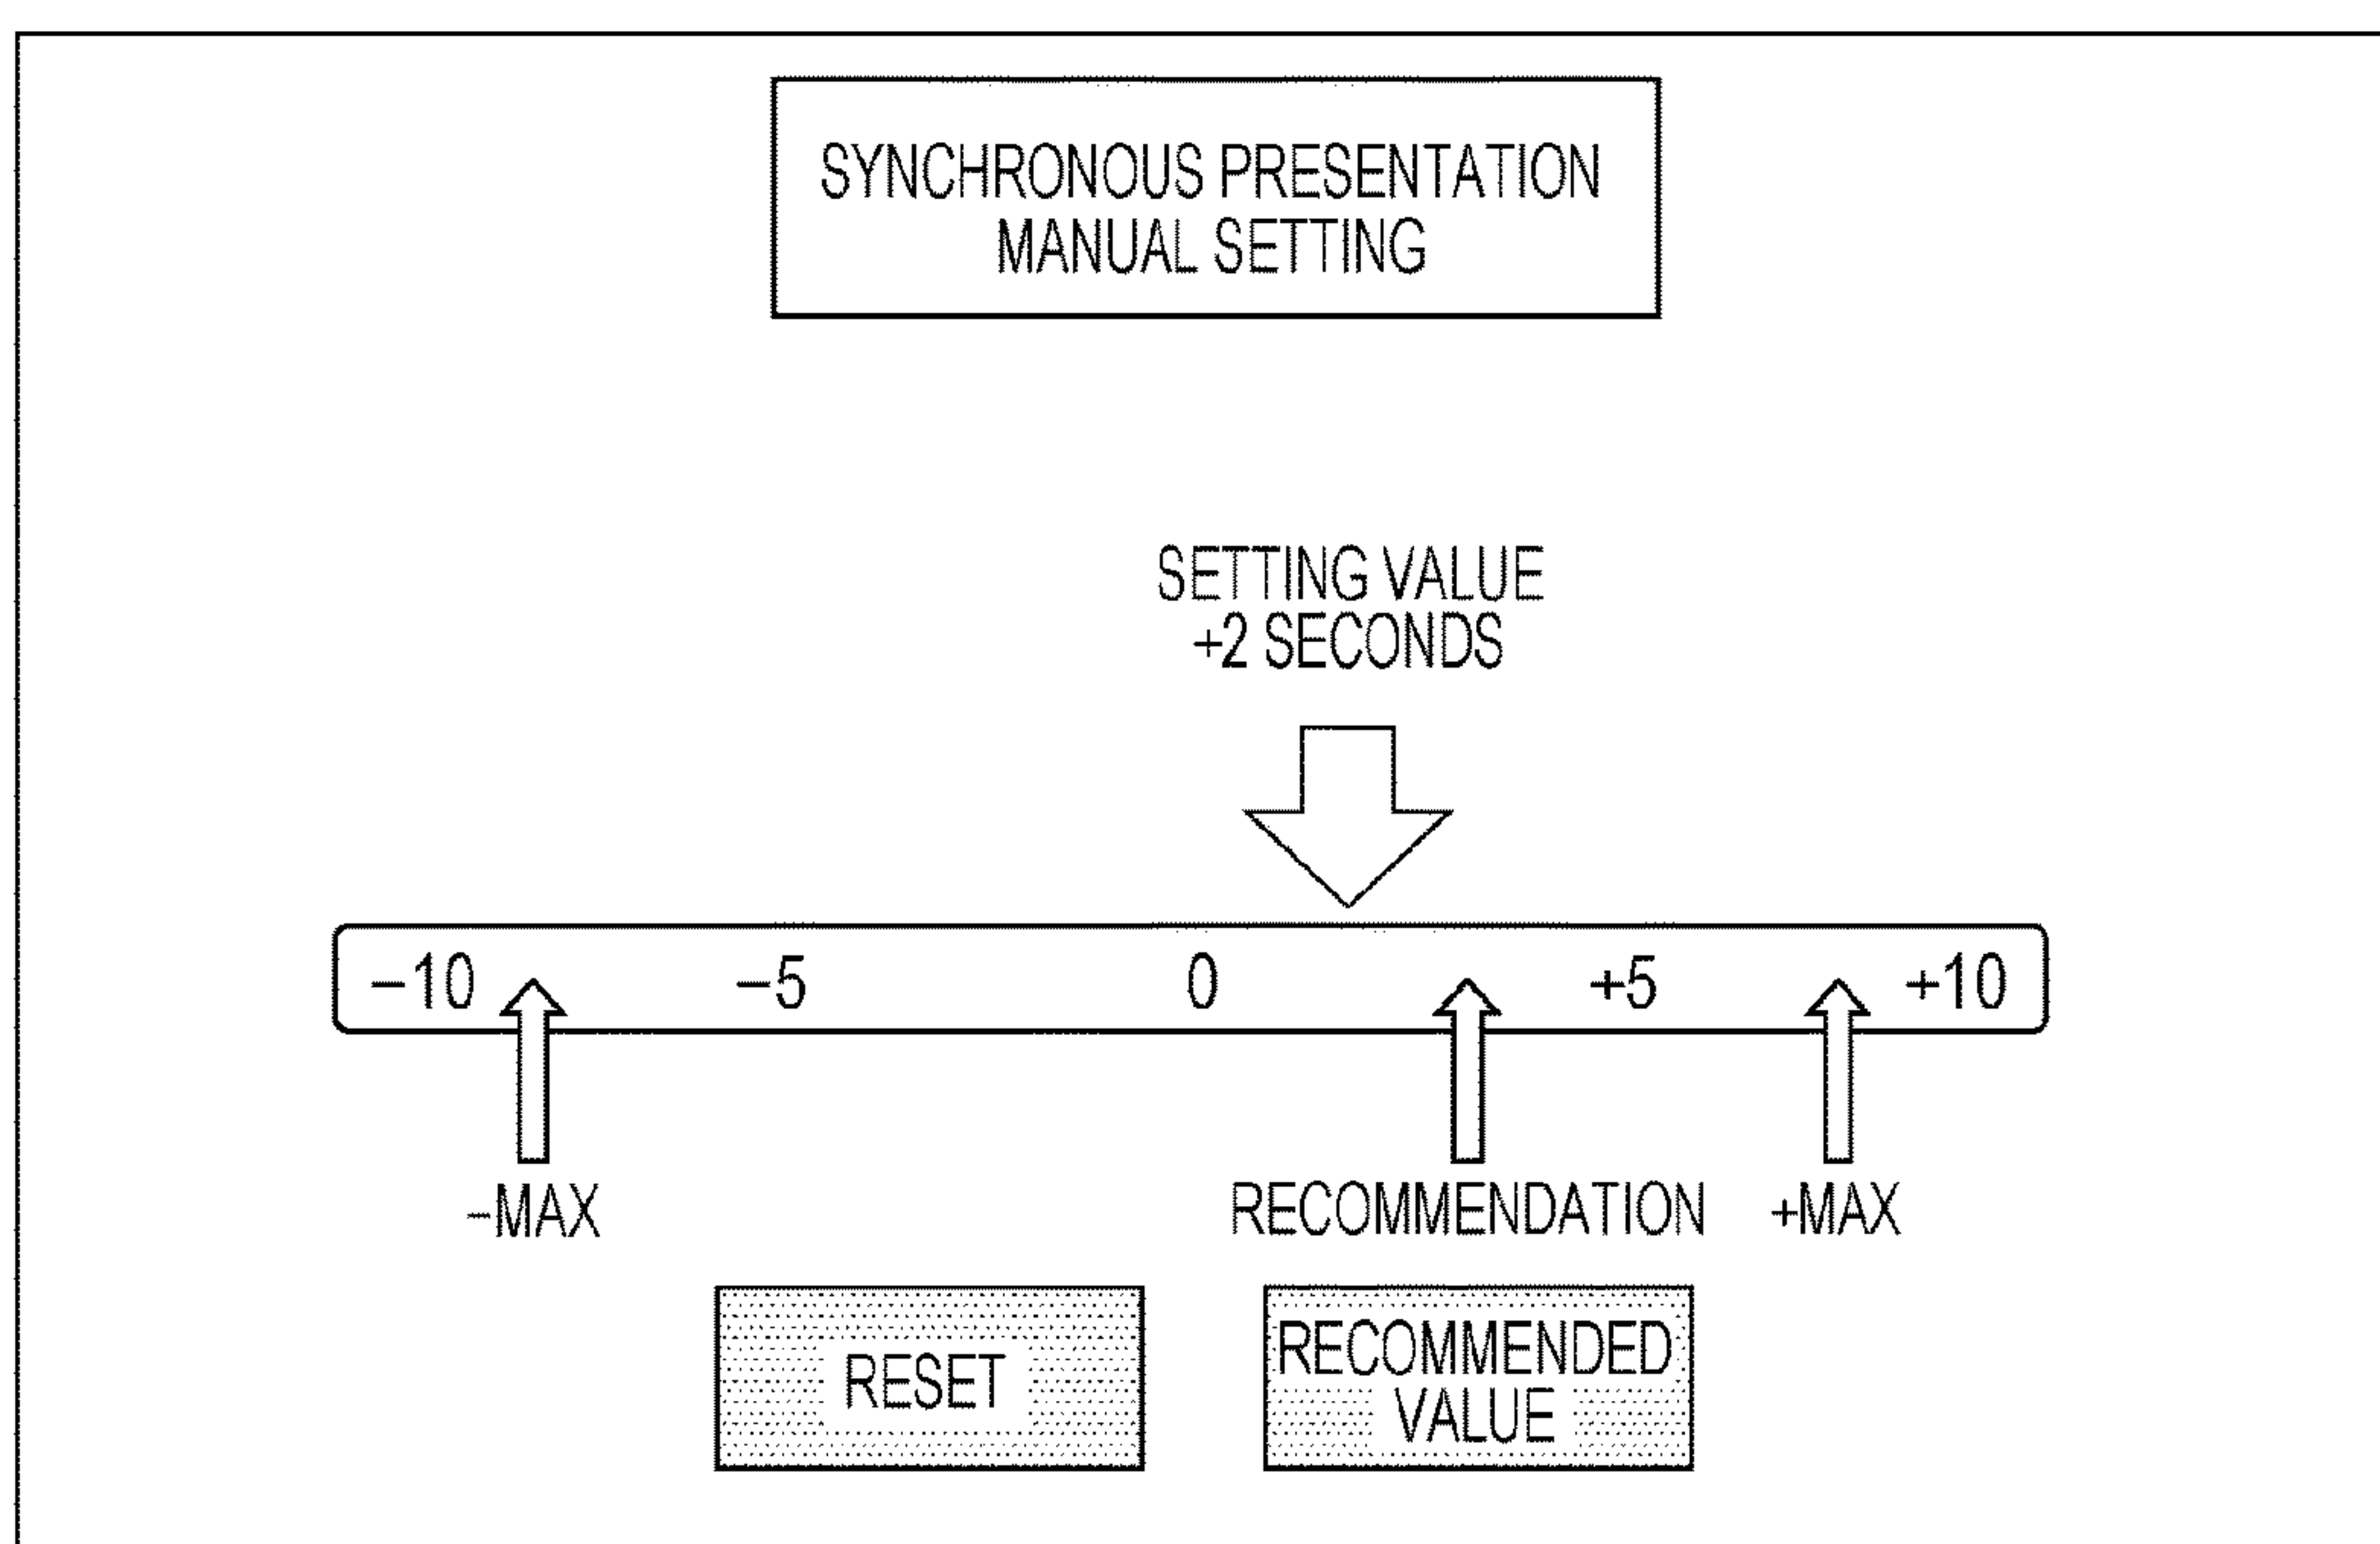 SYNCHRONOUS PRESENTATION
MANUAL SETTING
SETTING VALUE
+2 SECONDS
–10 –5 0 +5 +10
–MAX RECOMMENDATION +MAX
RESET
RECOMMENDED
VALUE